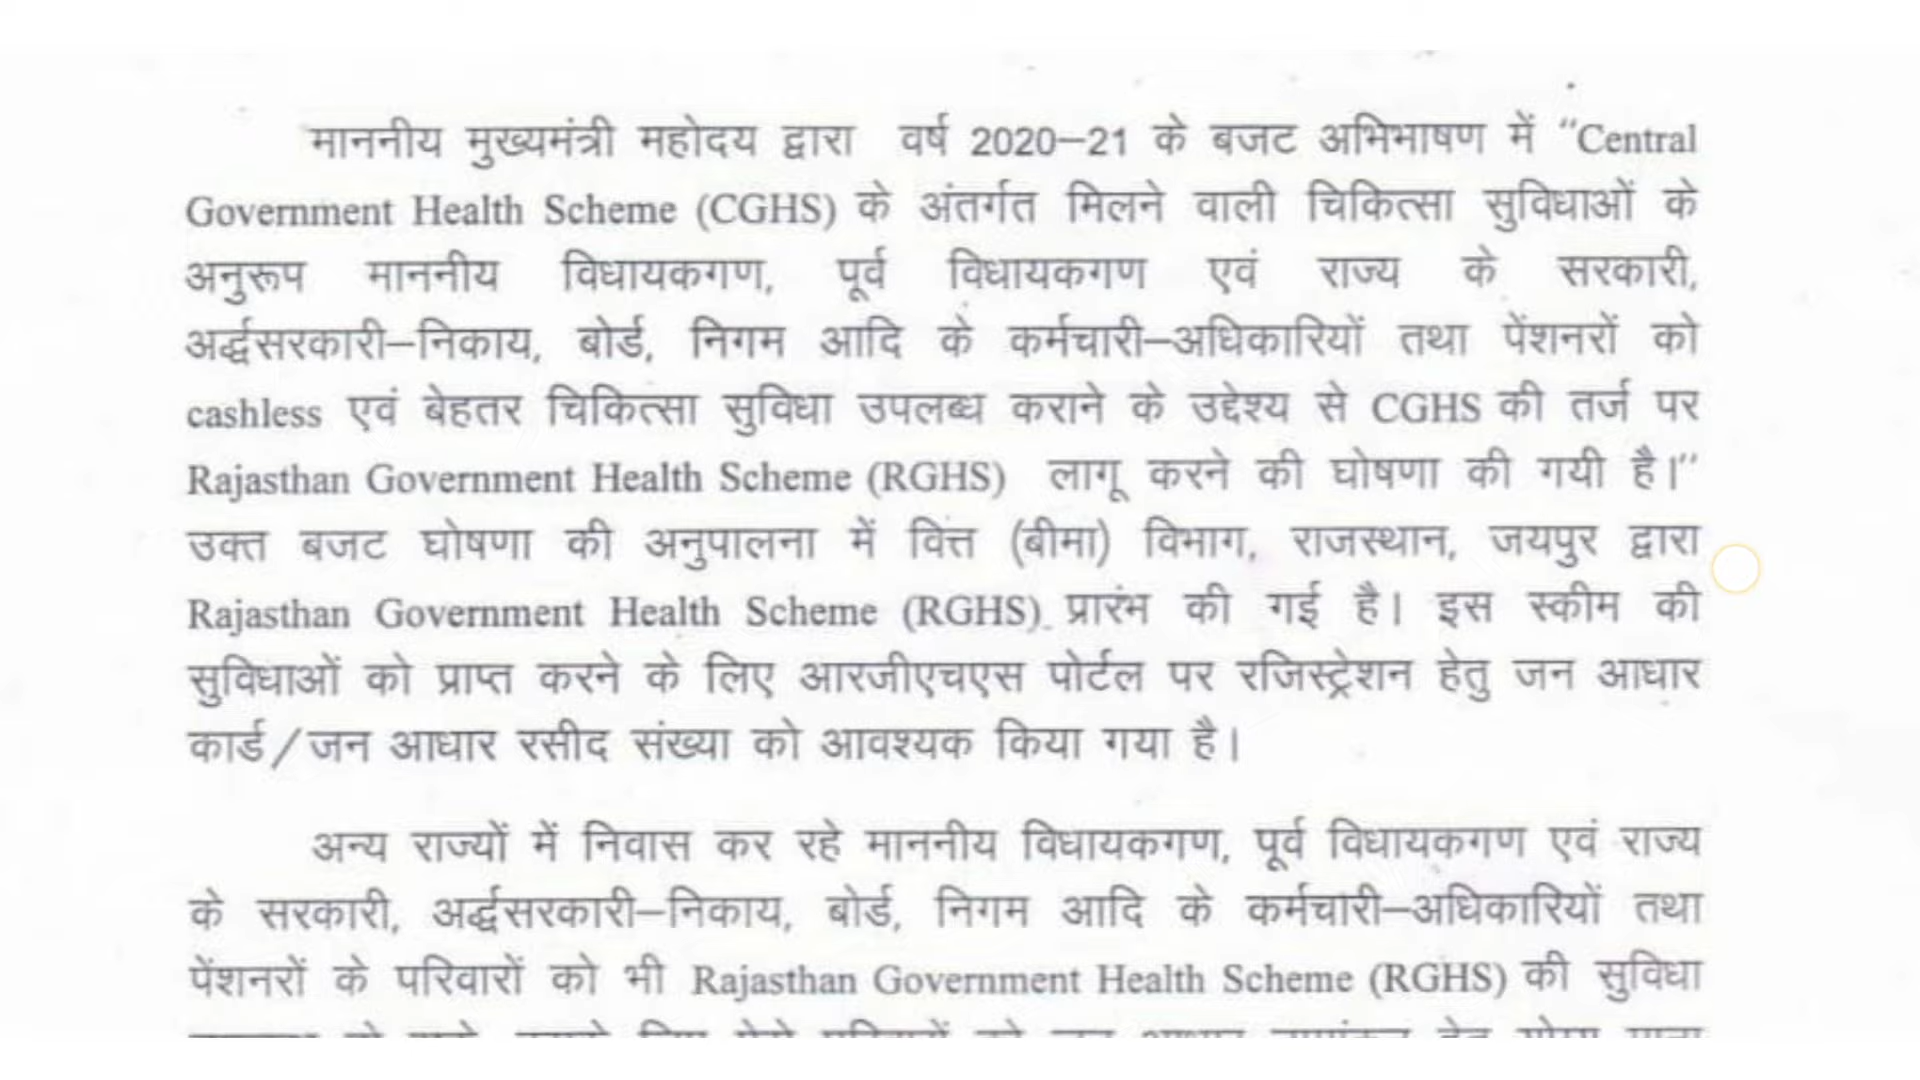 माननीय मुख्यमंत्री महोदय द्वारा वर्ष 2020–21 के बजट अभिभाषण में “Central
Government Health Scheme (CGHS) के अंतर्गत मिलने वाली चिकित्सा सुविधाओं के
अनुरूप माननीय विधायकगण, पूर्व विधायकगण एवं राज्य के सरकारी,
अर्द्धसरकारी–निकाय, बोर्ड, निगम आदि के कर्मचारी–अधिकारियों तथा पेंशनरों को
cashless एवं बेहतर चिकित्सा सुविधा उपलब्ध कराने के उद्देश्य से CGHS की तर्ज पर
Rajasthan Government Health Scheme (RGHS) लागू करने की घोषणा की गयी है।”
उक्त बजट घोषणा की अनुपालना में वित्त (बीमा) विभाग, राजस्थान, जयपुर द्वारा
Rajasthan Government Health Scheme (RGHS) प्रारंभ की गई है। इस स्कीम की
सुविधाओं को प्राप्त करने के लिए आरजीएचएस पोर्टल पर रजिस्ट्रेशन हेतु जन आधार
कार्ड/जन आधार रसीद संख्या को आवश्यक किया गया है।
अन्य राज्यों में निवास कर रहे माननीय विधायकगण, पूर्व विधायकगण एवं राज्य
के सरकारी, अर्द्धसरकारी–निकाय, बोर्ड, निगम आदि के कर्मचारी–अधिकारियों तथा
पेंशनरों के परिवारों को भी Rajasthan Government Health Scheme (RGHS) की सुविधा